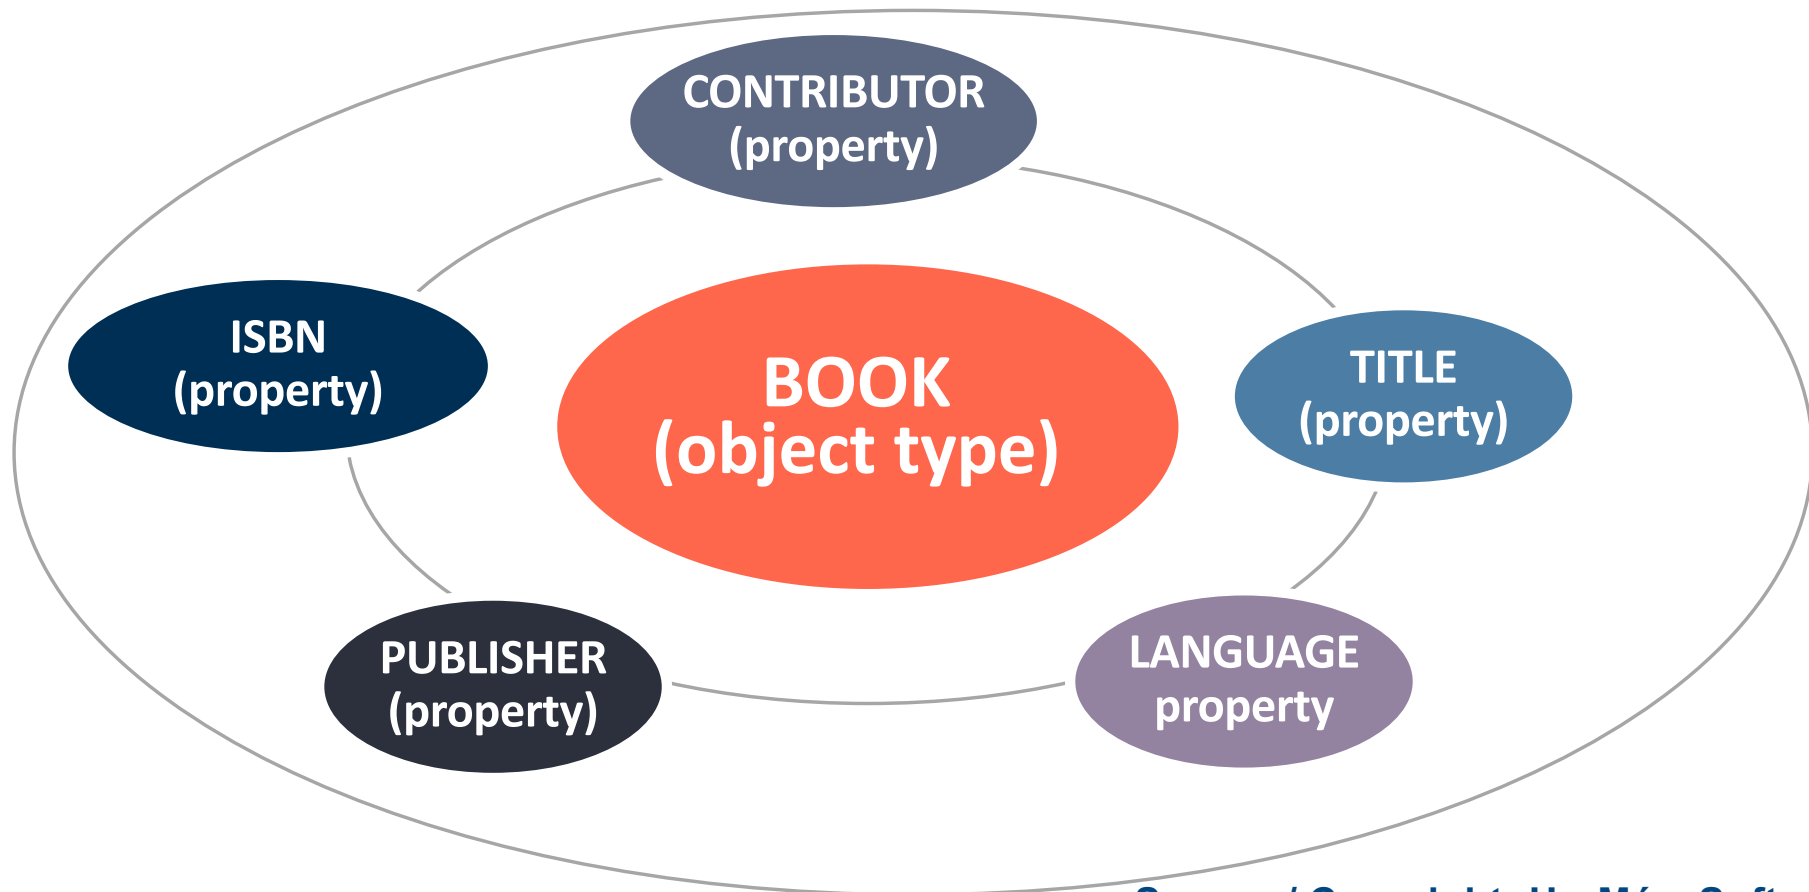 CONTRIBUTOR
(property)
ISBN
(property)
BOOK
(object type)
TITLE
(property)
PUBLISHER
(property)
LANGUAGE
property